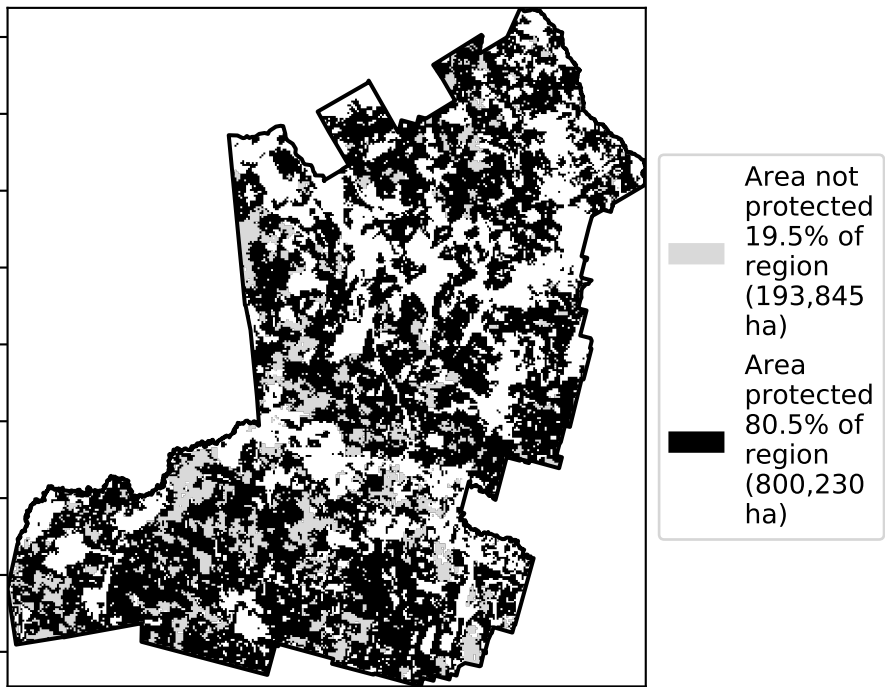 Area not
protected
19.5% of
region
(193,845
ha)
Area
protected
80.5% of
region
(800,230
ha)